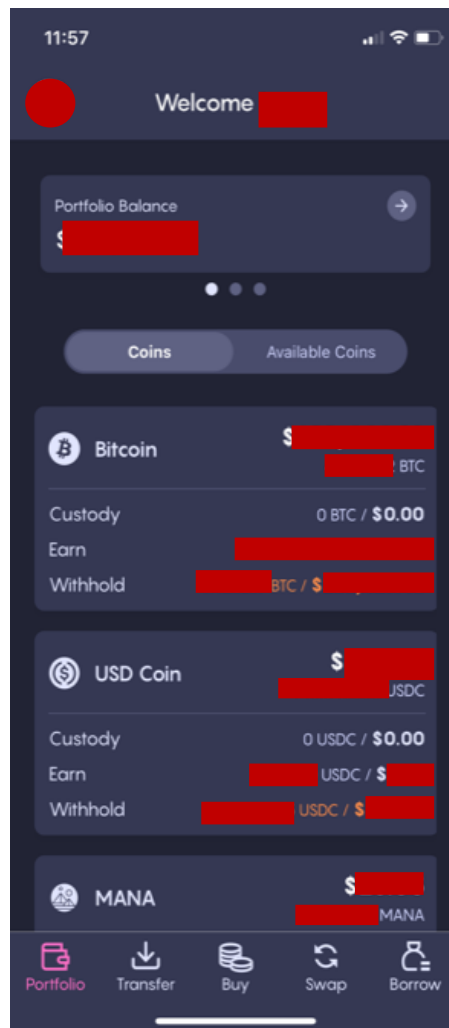 11:57
Welcome
Portfolio Balance
$
Coins Available Coins
Bitcoin $
BTC
Custody 0 BTC / $0.00
Earn
Withhold BTC / $
USD Coin $
USDC
Custody 0 USDC / $0.00
Earn USDC / $
Withhold USDC / $
MANA $
MANA
Portfolio Transfer Buy Swap Borrow